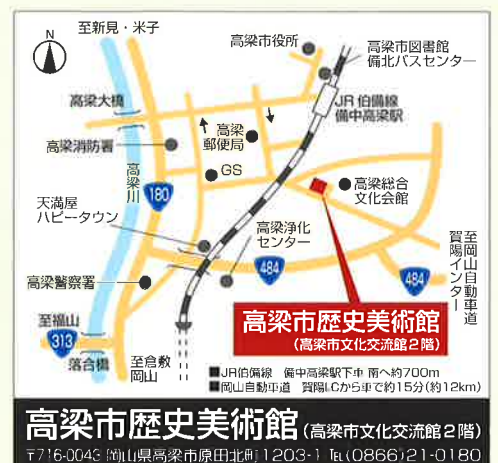 至新見・米子
N
高梁市役所
高梁市図書館
備北バスセンター
高梁大橋
JR 伯備線
備中高梁駅
高梁消防署
高梁
郵便局
GS
高梁川
180
高梁総合
文化会館
天満屋
ハピータウン
高梁浄化
センター
484
至岡山自動車道
賀陽インター
484
高梁警察署
高梁市歴史美術館
(高梁市文化交流館2階)
至福山
313
落合橋
至倉敷
岡山
■JR伯備線 備中高梁駅下車 南へ約700m
■岡山自動車道 賀陽I.Cから車で約15分(約12km)
高梁市歴史美術館(高梁市文化交流館2階)
〒716-0043 岡山県高梁市原田北町1203-1 TEL(0866)21-0180